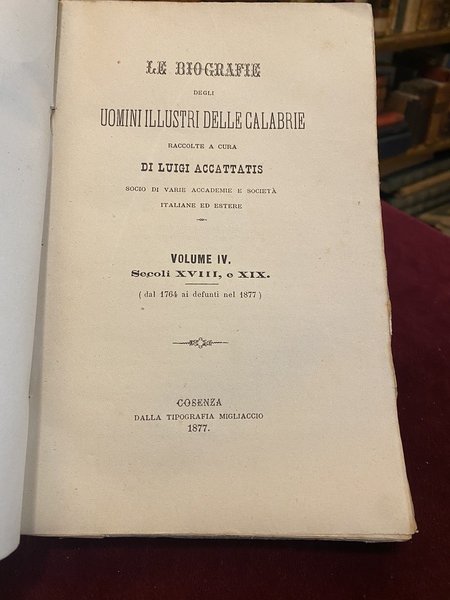 LE BIOGRAFIE
DEGLI
UOMINI ILLUSTRI DELLE CALABRIE
RACCOLTE A CURA
DI LUIGI ACCATTATIS
SOCIO DI VARIE ACCADEMIE E SOCIETÀ
ITALIANE ED ESTERE
VOLUME IV.
Secoli XVIII, e XIX.
( dal 1764 ai defunti nel 1877 )
COSENZA
DALLA TIPOGRAFIA MIGLIACCIO
1877.